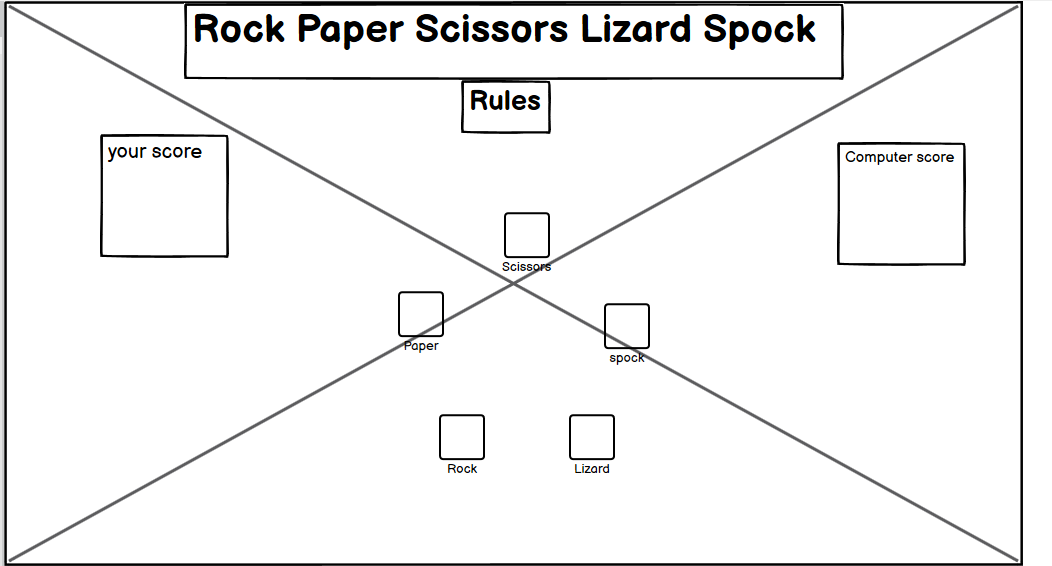 Rock Paper Scissors Lizard Spock
Rules
your score
Computer score
Scissors
Paper
spock
Rock
Lizard